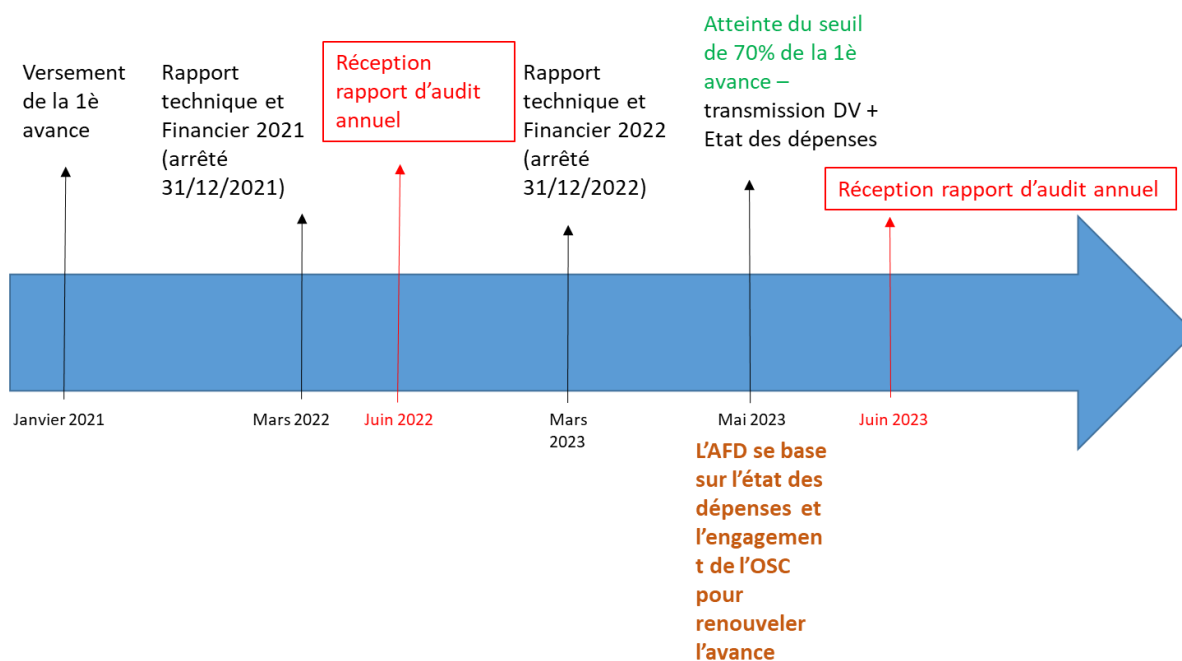 Versement
de la 1è
avance
Rapport
technique et
Financier 2021
(arrêté
31/12/2021)
Réception
rapport d’audit
annuel
Rapport
technique et
Financier 2022
(arrêté
31/12/2022)
Atteinte du seuil
de 70% de la 1è
avance –
transmission DV +
Etat des dépenses
Réception rapport d’audit annuel
Janvier 2021
Mars 2022
Juin 2022
Mars
2023
Mai 2023
Juin 2023
L’AFD se base
sur l’état des
dépenses et
l’engagemen
t de l’OSC
pour
renouveler
l’avance